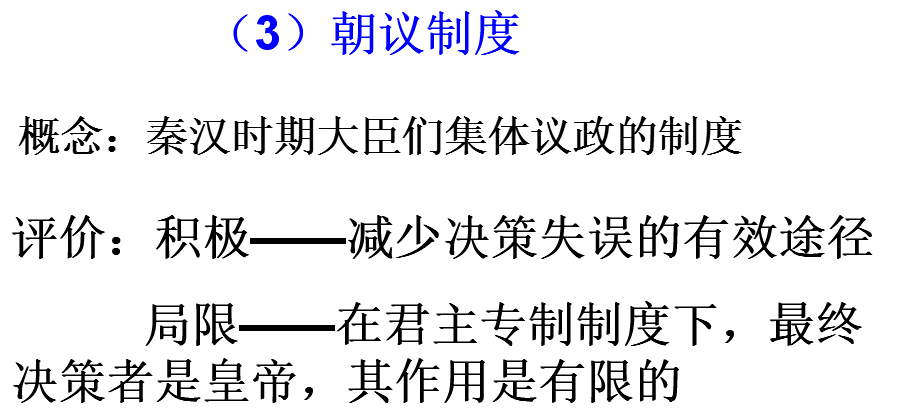 （3）朝议制度
概念：秦汉时期大臣们集体议政的制度
评价：积极——减少决策失误的有效途径
局限——在君主专制制度下，最终
决策者是皇帝，其作用是有限的